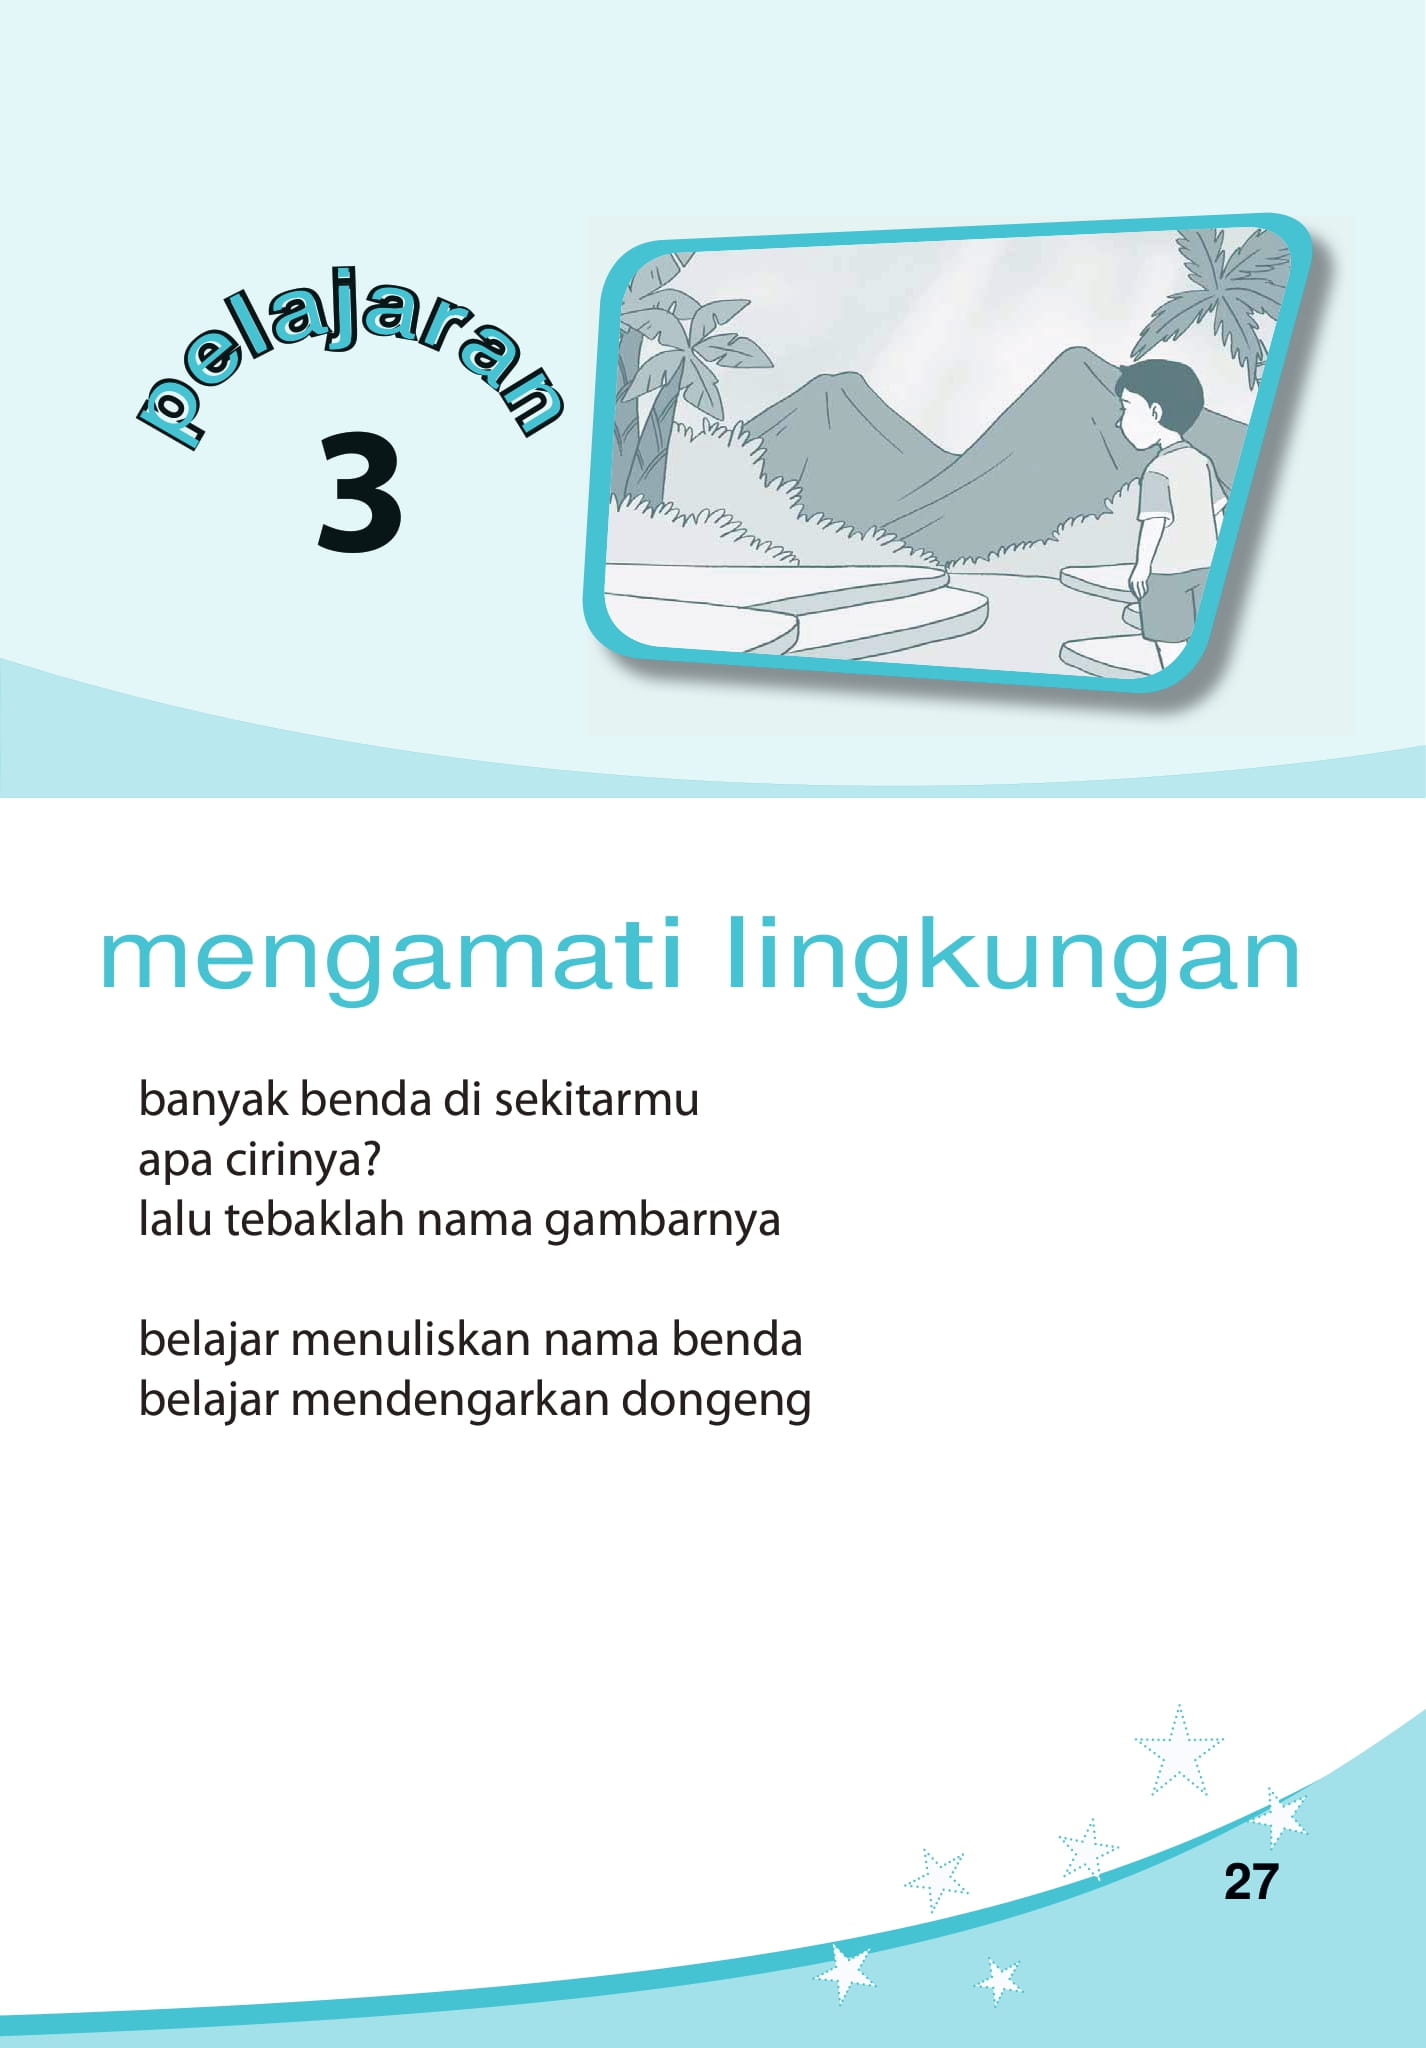 pelajaran
3
mengamati lingkungan
banyak benda di sekitarmu
apa cirinya?
lalu tebaklah nama gambarnya
belajar menuliskan nama benda
belajar mendengarkan dongeng
27